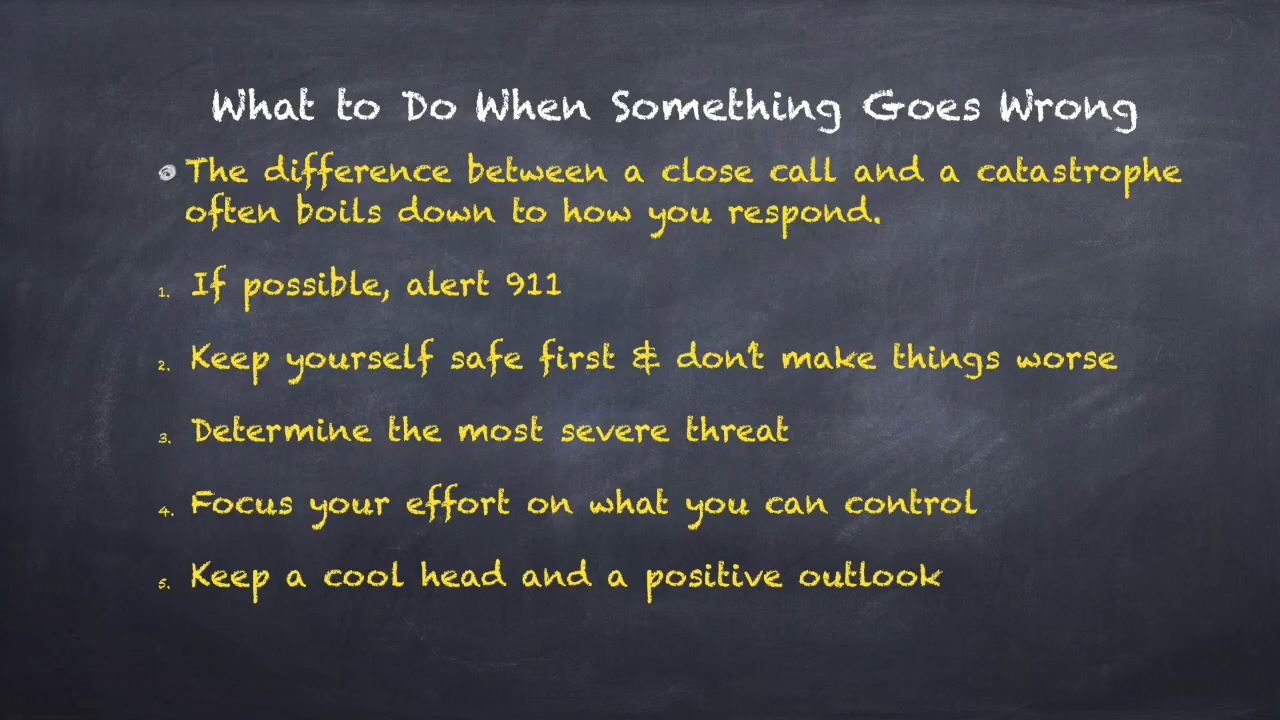 What to Do When Something Goes Wrong
The difference between a close call and a catastrophe
often boils down to how you respond.
1. If possible, alert 911
2. Keep yourself safe first & don't make things worse
3. Determine the most severe threat
4. Focus your effort on what you can control
5. Keep a cool head and a positive outlook